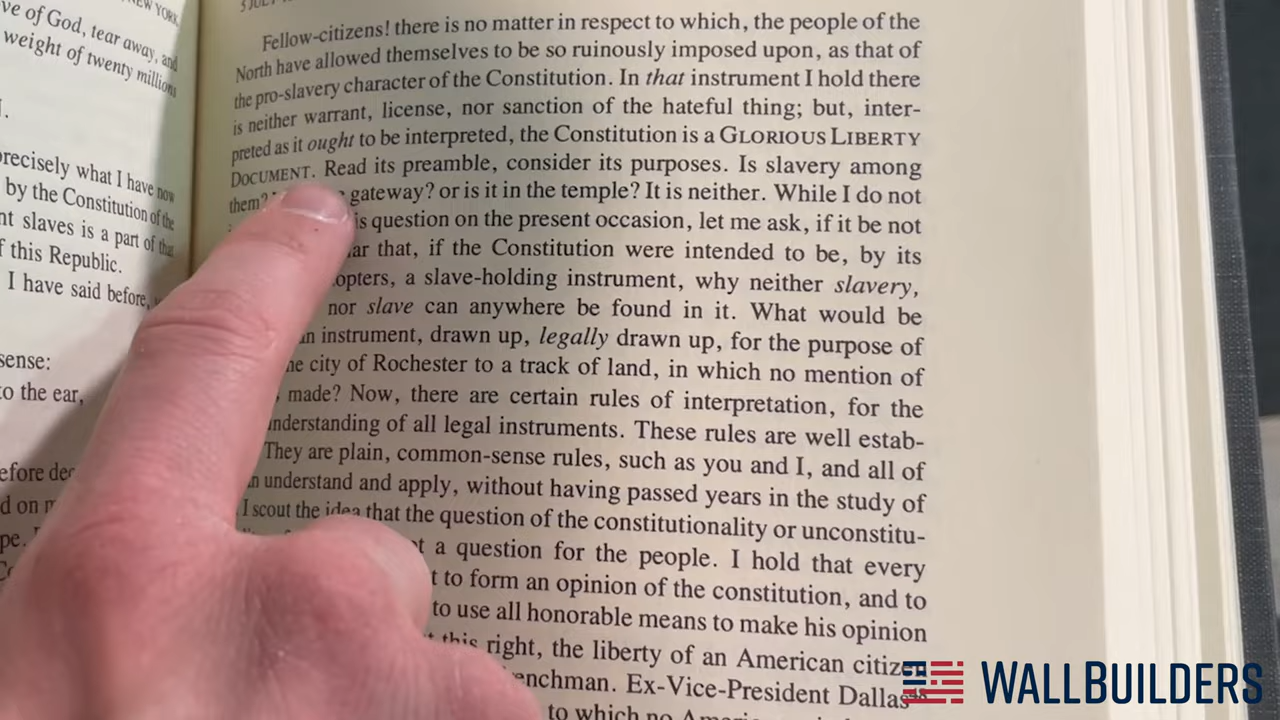 NEW YORK
ve of God, tear away, and
weight of twenty millions
precisely what I have now
by the Constitution of the
nt slaves is a part of that
f this Republic.
I have said before,
sense:
to the ear,
5 JULY
Fellow-citizens! there is no matter in respect to which, the people of the
North have allowed themselves to be so ruinously imposed upon, as that of
the pro-slavery character of the Constitution. In that instrument I hold there
is neither warrant, license, nor sanction of the hateful thing; but, inter-
preted as it ought to be interpreted, the Constitution is a GLORIOUS LIBERTY
DOCUMENT. Read its preamble, consider its purposes. Is slavery among
them? gateway? or is it in the temple? It is neither. While I do not
is question on the present occasion, let me ask, if it be not
ar that, if the Constitution were intended to be, by its
opters, a slave-holding instrument, why neither slavery,
nor slave can anywhere be found in it. What would be
n instrument, drawn up, legally drawn up, for the purpose of
he city of Rochester to a track of land, in which no mention of
made? Now, there are certain rules of interpretation, for the
nderstanding of all legal instruments. These rules are well estab-
They are plain, common-sense rules, such as you and I, and all of
n understand and apply, without having passed years in the study of
I scout the idea that the question of the constitutionality or unconstitu-
t a question for the people. I hold that every
t to form an opinion of the constitution, and to
to use all honorable means to make his opinion
this right, the liberty of an American citizen
enchman. Ex-Vice-President Dallas
to which no
WALLBUILDERS